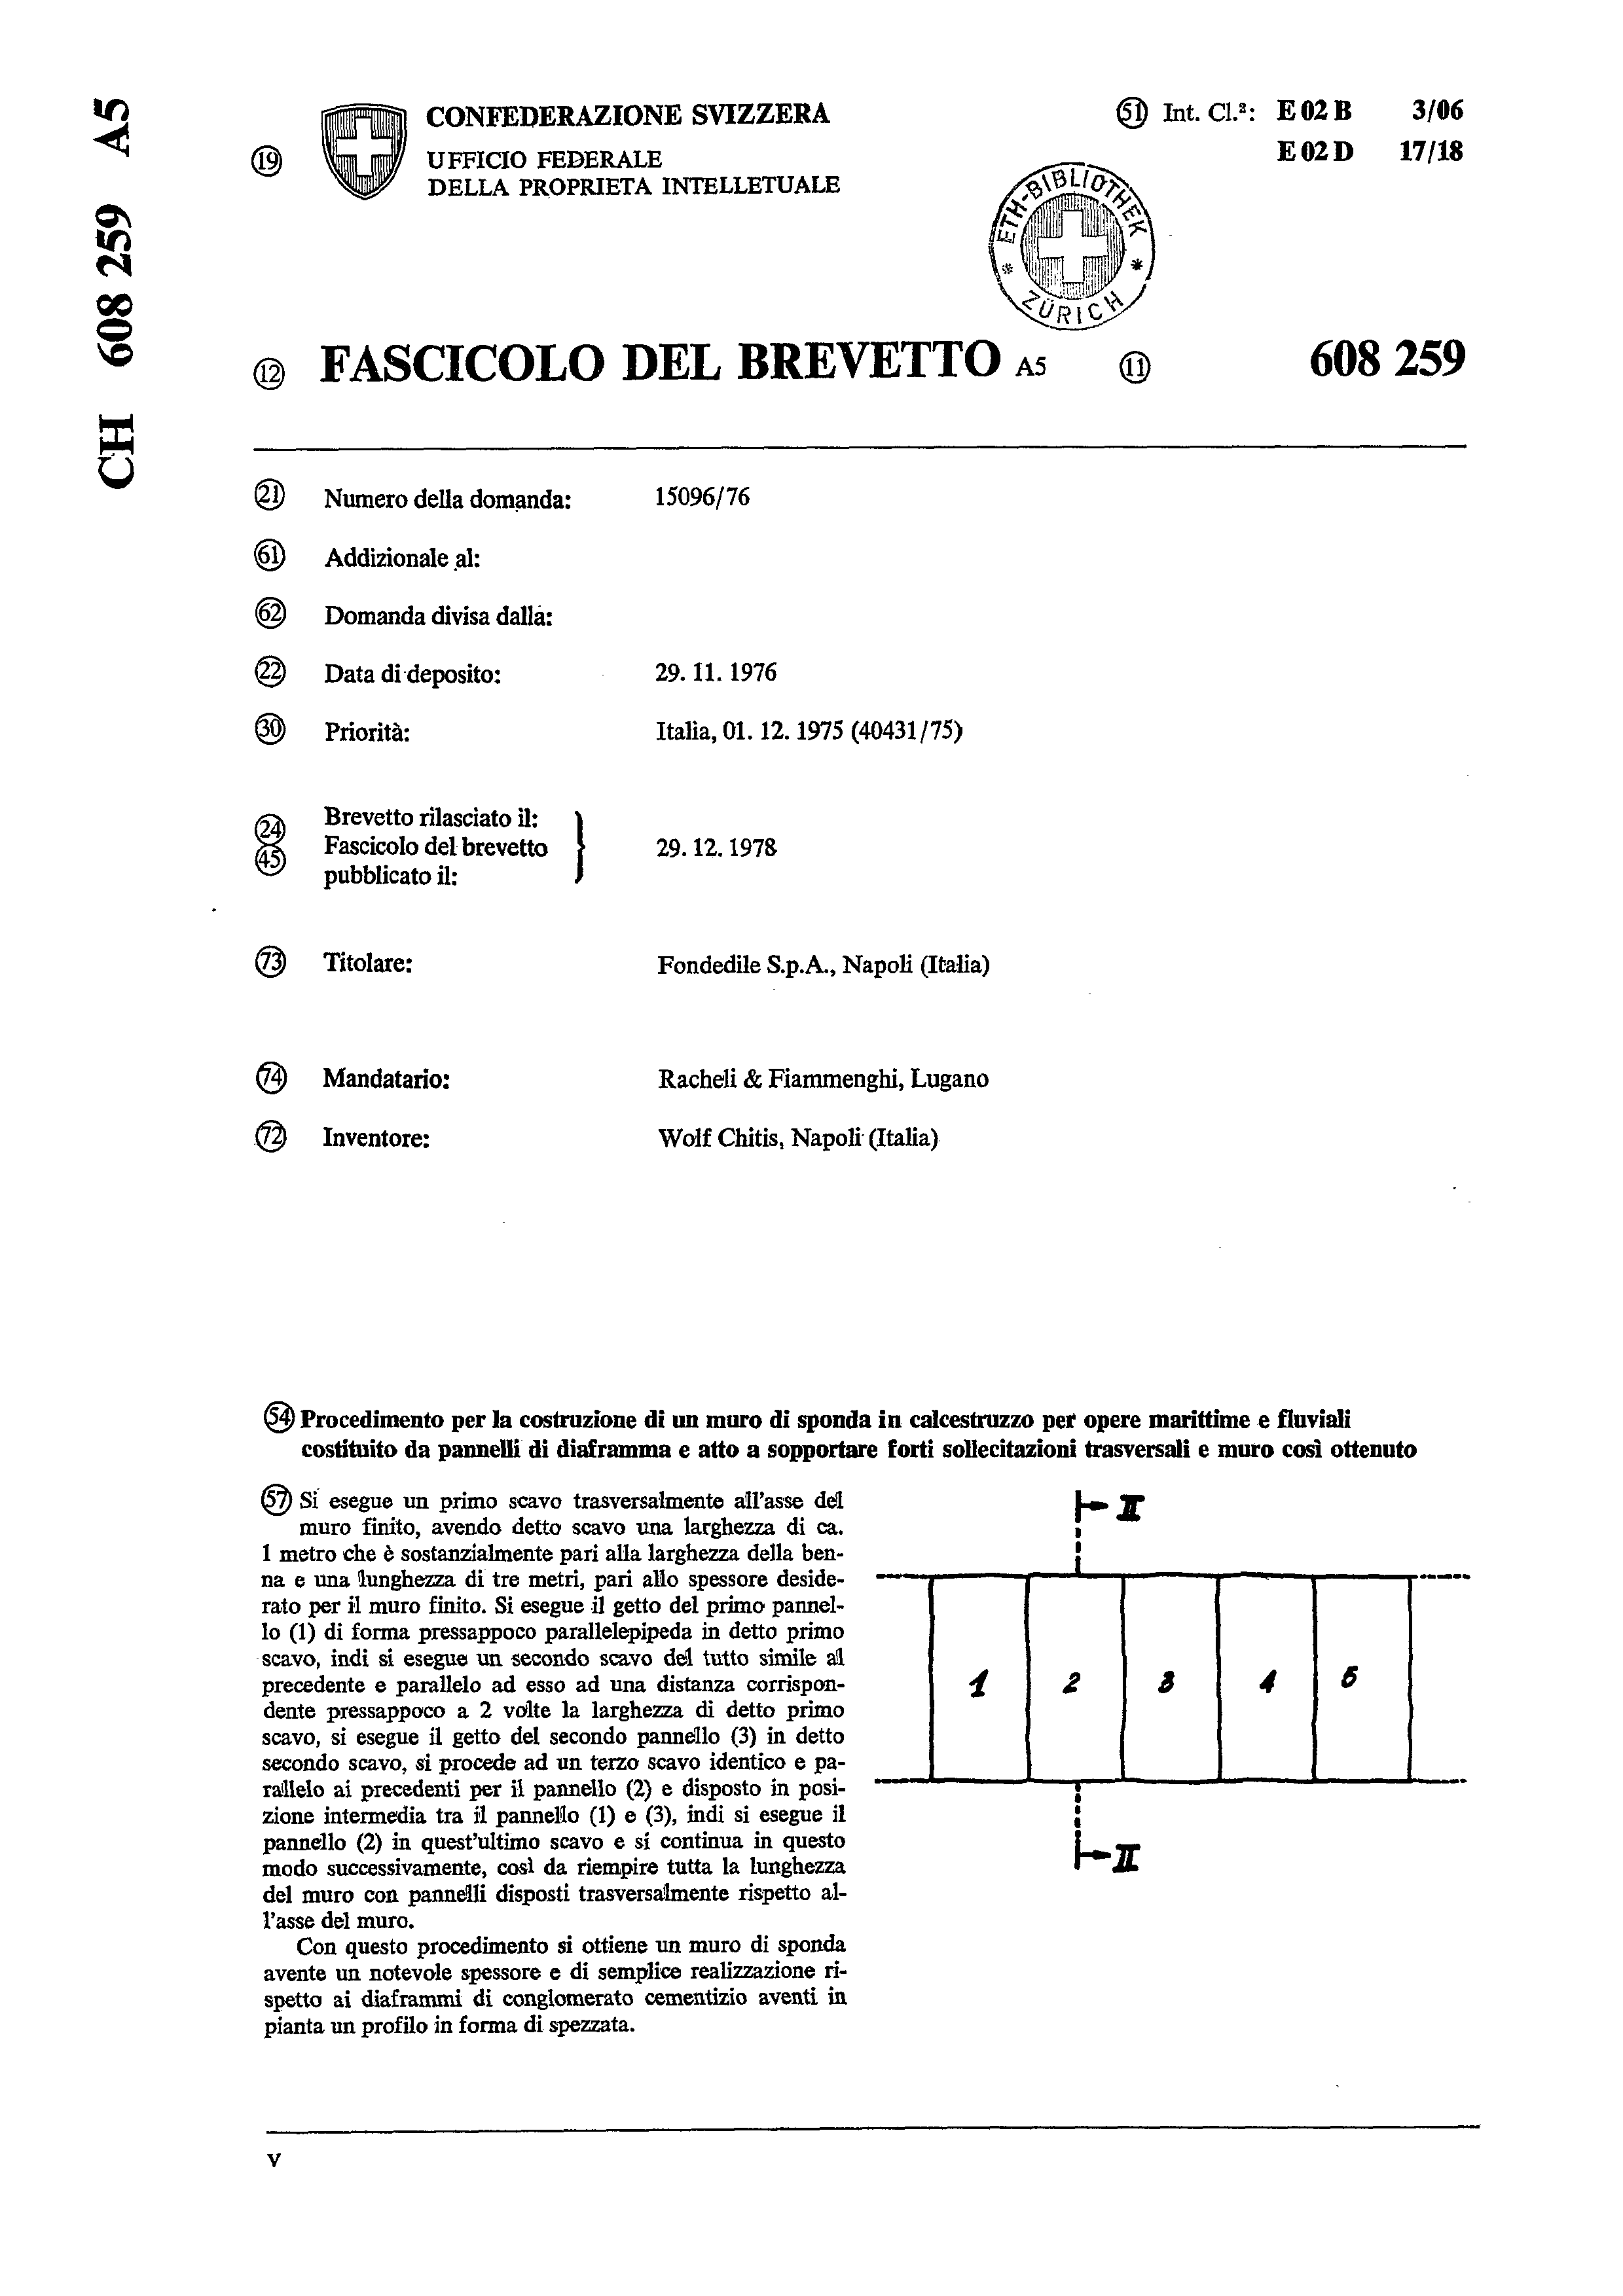 CH 608 259 A5
CONFEDERAZIONE SVIZZERA
51 Int. Cl.²: E 02 B 3/06
19
UFFICIO FEDERALE
DELLA PROPRIETA INTELLETUALE
E 02 D 17/18
ETH-BIBLIOTHEK
* ZÜRICH *
12 FASCICOLO DEL BREVETTO A5 11 608 259
21 Numero della domanda: 15096/76
61 Addizionale al:
62 Domanda divisa dalla:
22 Data di deposito: 29. 11. 1976
30 Priorità: Italia, 01. 12. 1975 (40431/75)
24 Brevetto rilasciato il:
45 Fascicolo del brevetto } 29. 12. 1978
pubblicato il:
73 Titolare: Fondedile S.p.A., Napoli (Italia)
74 Mandatario: Racheli & Fiammenghi, Lugano
72 Inventore: Wolf Chitis, Napoli (Italia)
54 Procedimento per la costruzione di un muro di sponda in calcestruzzo per opere marittime e fluviali
costituito da pannelli di diaframma e atto a sopportare forti sollecitazioni trasversali e muro così ottenuto
57 Si esegue un primo scavo trasversalmente all'asse del
muro finito, avendo detto scavo una larghezza di ca.
1 metro che è sostanzialmente pari alla larghezza della ben-
na e una lunghezza di tre metri, pari allo spessore deside-
rato per il muro finito. Si esegue il getto del primo pannel-
lo (1) di forma pressappoco parallelepipeda in detto primo
scavo, indi si esegue un secondo scavo del tutto simile al
precedente e parallelo ad esso ad una distanza corrispon-
dente pressappoco a 2 volte la larghezza di detto primo
scavo, si esegue il getto del secondo pannello (3) in detto
secondo scavo, si procede ad un terzo scavo identico e pa-
rallelo ai precedenti per il pannello (2) e disposto in posi-
zione intermedia tra il pannello (1) e (3), indi si esegue il
pannello (2) in quest'ultimo scavo e si continua in questo
modo successivamente, così da riempire tutta la lunghezza
del muro con pannelli disposti trasversalmente rispetto al-
l'asse del muro.
Con questo procedimento si ottiene un muro di sponda
avente un notevole spessore e di semplice realizzazione ri-
spetto ai diaframmi di conglomerato cementizio aventi in
pianta un profilo in forma di spezzata.
II
1 2 3 4 5
II
V